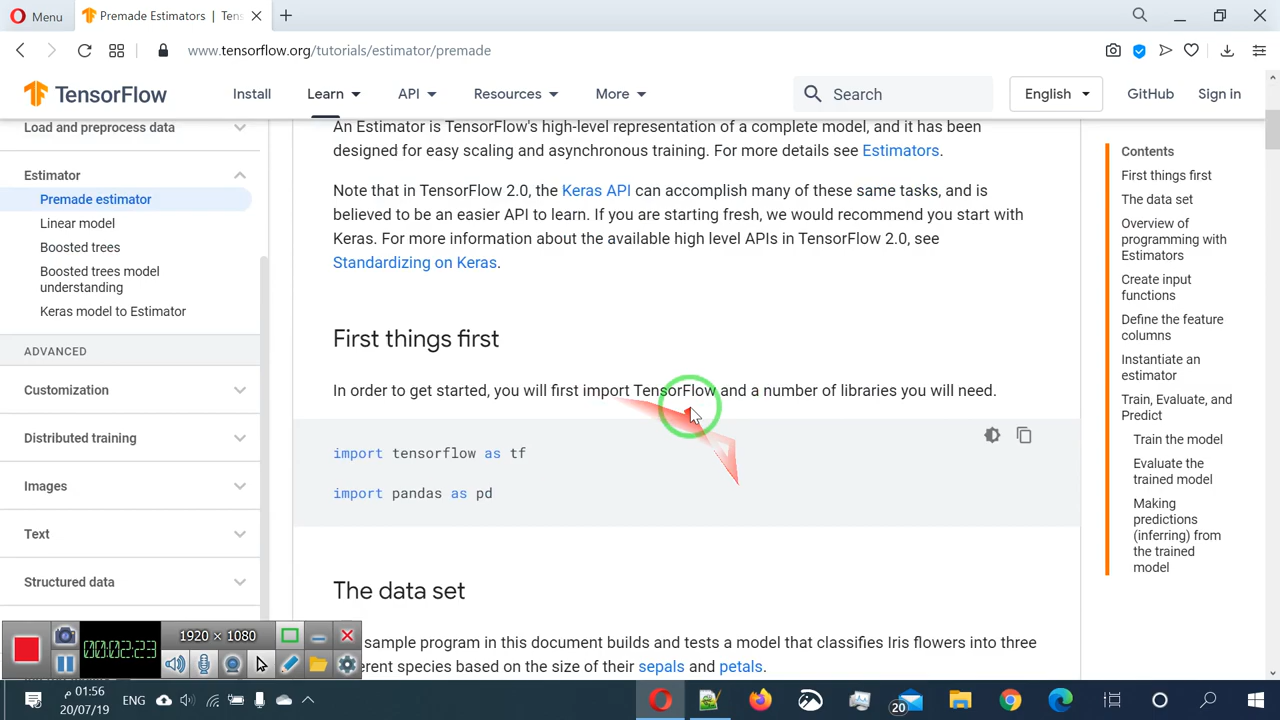 Menu
Premade Estimators | Tens
www.tensorflow.org/tutorials/estimator/premade
TensorFlow
Install
Learn
API
Resources
More
Search
English
GitHub
Sign in
Load and preprocess data
Estimator
Premade estimator
Linear model
Boosted trees
Boosted trees model
understanding
Keras model to Estimator
ADVANCED
Customization
Distributed training
Images
Text
Structured data
An Estimator is TensorFlow's high-level representation of a complete model, and it has been
designed for easy scaling and asynchronous training. For more details see Estimators.
Note that in TensorFlow 2.0, the Keras API can accomplish many of these same tasks, and is
believed to be an easier API to learn. If you are starting fresh, we would recommend you start with
Keras. For more information about the available high level APIs in TensorFlow 2.0, see
Standardizing on Keras.
First things first
In order to get started, you will first import TensorFlow and a number of libraries you will need.
import tensorflow as tf
import pandas as pd
The data set
sample program in this document builds and tests a model that classifies Iris flowers into three
erent species based on the size of their sepals and petals.
Contents
First things first
The data set
Overview of
programming with
Estimators
Create input
functions
Define the feature
columns
Instantiate an
estimator
Train, Evaluate, and
Predict
Train the model
Evaluate the
trained model
Making
predictions
(inferring) from
the trained
model
00:02:23
1920 × 1080
01:56 م
20/07/19
ENG
20